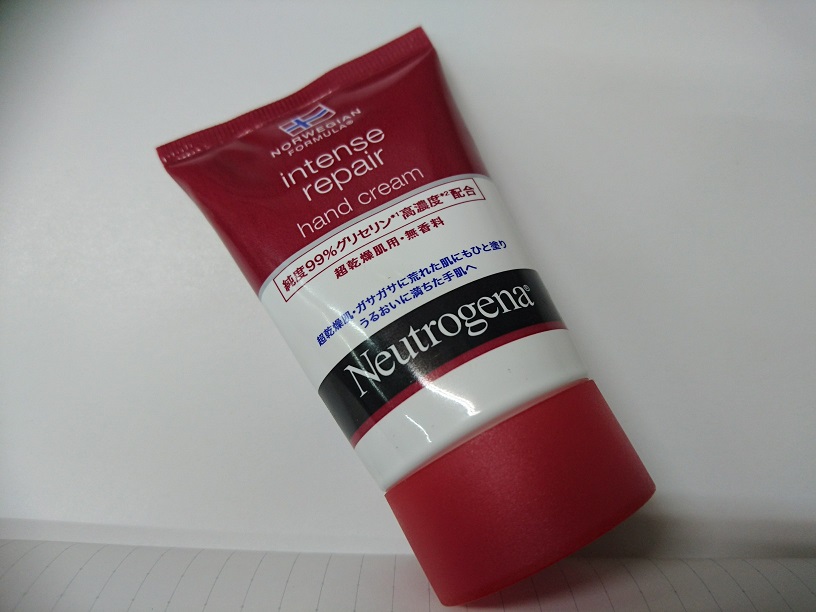 NORWEGIAN
FORMULA®
intense
repair
hand cream
純度99%グリセリン*1高濃度*2配合
超乾燥肌用・無香料
超乾燥肌・ガサガサに荒れた肌にもひと塗り
うるおいに満ちた手肌へ
Neutrogena®